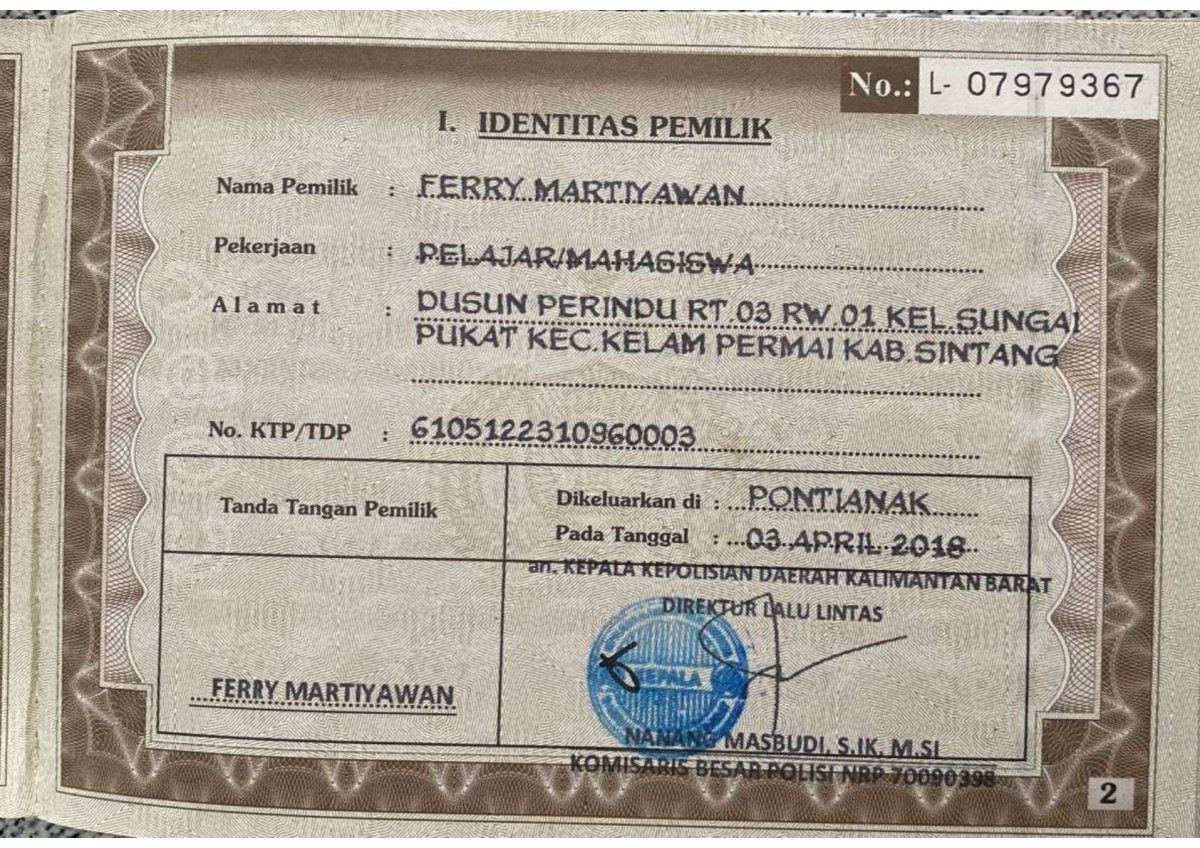 No.: L- 07979367
I. IDENTITAS PEMILIK
Nama Pemilik : FERRY MARTIYAWAN
Pekerjaan : PELAJAR/MAHASISWA
Alamat : DUSUN PERINDU RT.03 RW.01 KEL.SUNGAI
PUKAT KEC.KELAM PERMAI KAB.SINTANG
No. KTP/TDP : 6105122310960003
Tanda Tangan Pemilik
Dikeluarkan di : PONTIANAK
Pada Tanggal : 03 APRIL 2018
an. KEPALA KEPOLISIAN DAERAH KALIMANTAN BARAT
DIREKTUR LALU LINTAS
KEPALA
FERRY MARTIYAWAN
NANANG MASBUDI, S.IK, M.SI
KOMISARIS BESAR POLISI NRP 70090398
2